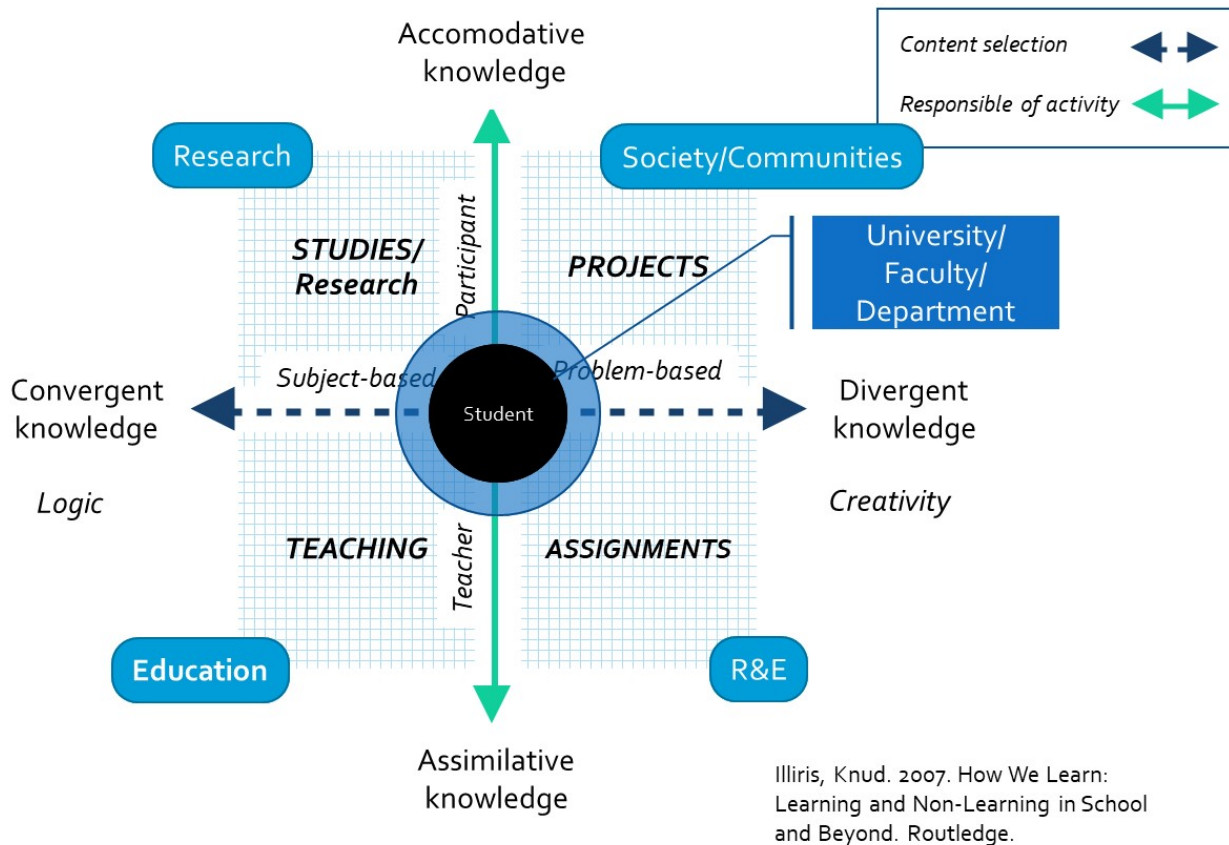 Accomodative
knowledge
Content selection
Responsible of activity
Research
Society/Communities
STUDIES/
Research
Participant
PROJECTS
University/
Faculty/
Department
Subject-based
Problem-based
Convergent
knowledge
Student
Divergent
knowledge
Logic
Creativity
TEACHING
Teacher
ASSIGNMENTS
Education
R&E
Assimilative
knowledge
Illiris, Knud. 2007. How We Learn:
Learning and Non-Learning in School
and Beyond. Routledge.